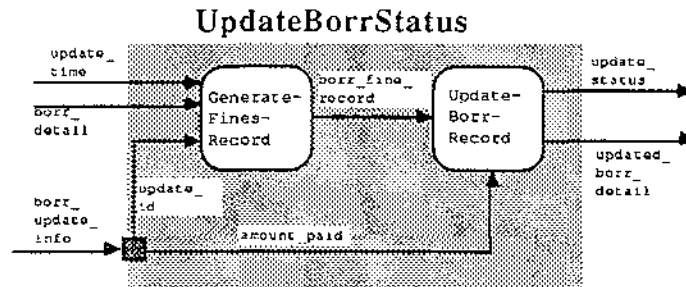 UpdateBorrStatus
update_
time
borr_
detail
Generate-
Fines-
Record
borr_fine_
record
Update-
Borr-
Record
update_
status
updated_
borr_
detail
update_
id
borr_
update_
info
amount_paid